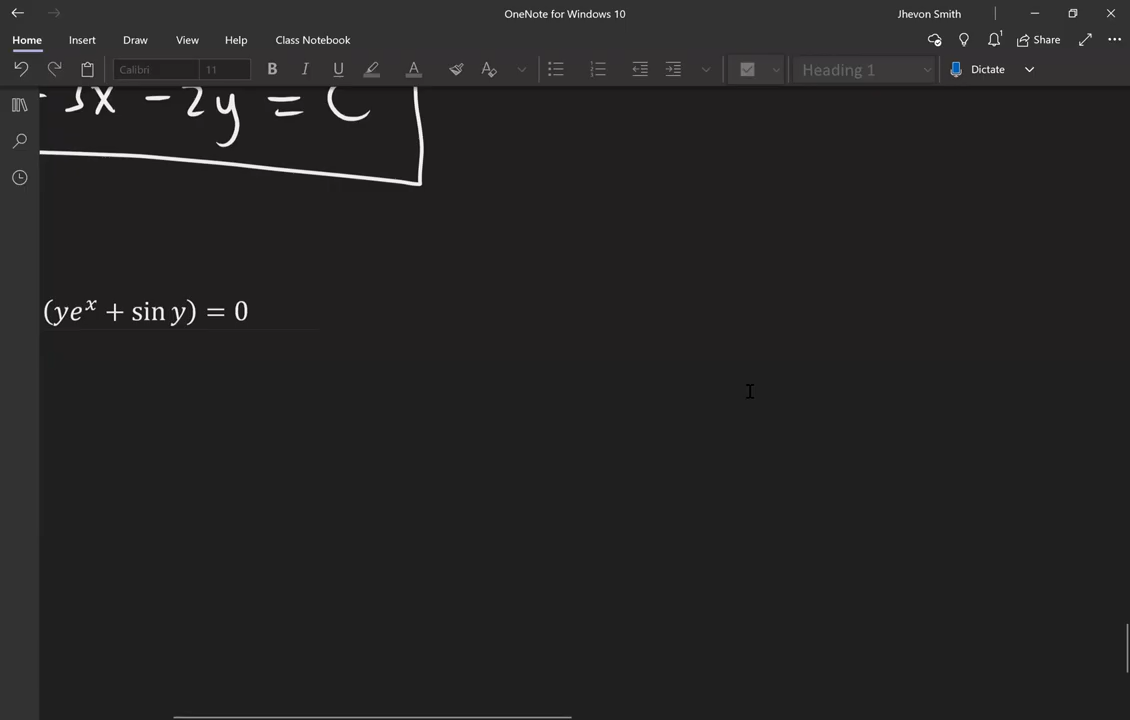 OneNote for Windows 10
Jhevon Smith
Home Insert Draw View Help Class Notebook
1 Share
Calibri 11 B I U A A Heading 1 Dictate
- 3x - 2y = C
(ye^x + sin y) = 0